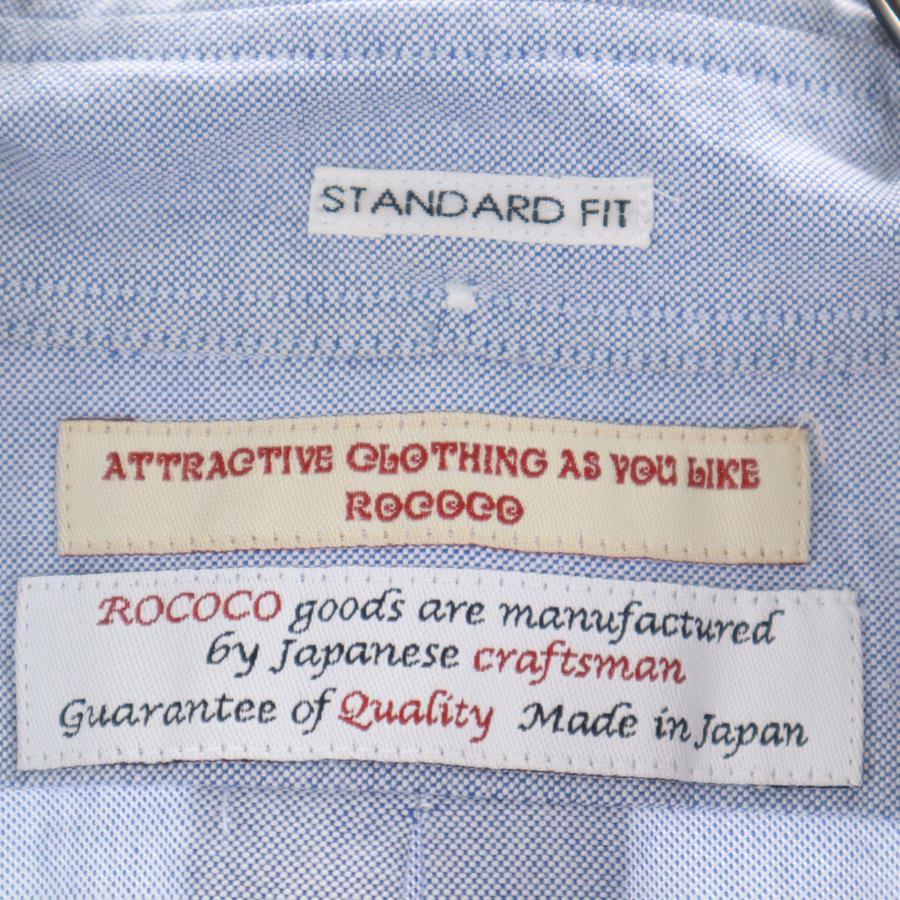 STANDARD FIT
ATTRACTIVE CLOTHING AS YOU LIKE
ROCOCO
ROCOCO goods are manufactured
by Japanese craftsman
Guarantee of Quality Made in Japan